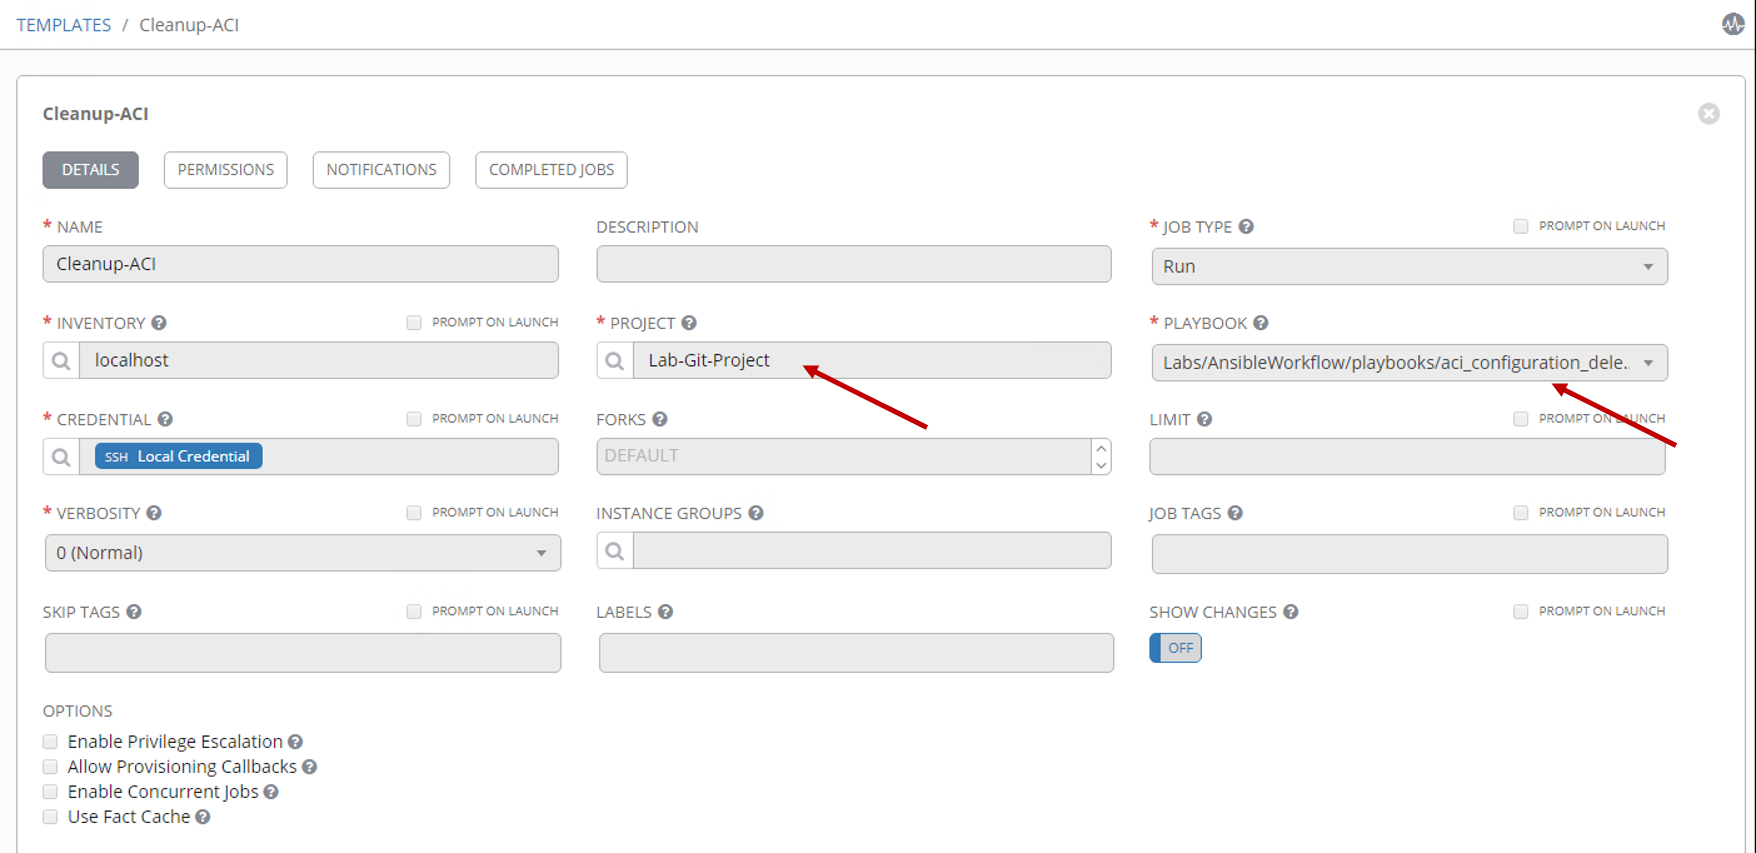 TEMPLATES / Cleanup-ACI
Cleanup-ACI
DETAILS PERMISSIONS NOTIFICATIONS COMPLETED JOBS
* NAME DESCRIPTION * JOB TYPE ? PROMPT ON LAUNCH
Cleanup-ACI Run
* INVENTORY ? PROMPT ON LAUNCH * PROJECT ? * PLAYBOOK ?
localhost Lab-Git-Project Labs/AnsibleWorkflow/playbooks/aci_configuration_dele..
* CREDENTIAL ? PROMPT ON LAUNCH FORKS ? LIMIT ? PROMPT ON LAUNCH
SSH Local Credential DEFAULT
* VERBOSITY ? PROMPT ON LAUNCH INSTANCE GROUPS ? JOB TAGS ? PROMPT ON LAUNCH
0 (Normal)
SKIP TAGS ? PROMPT ON LAUNCH LABELS ? SHOW CHANGES ? PROMPT ON LAUNCH
OFF
OPTIONS
Enable Privilege Escalation ?
Allow Provisioning Callbacks ?
Enable Concurrent Jobs ?
Use Fact Cache ?